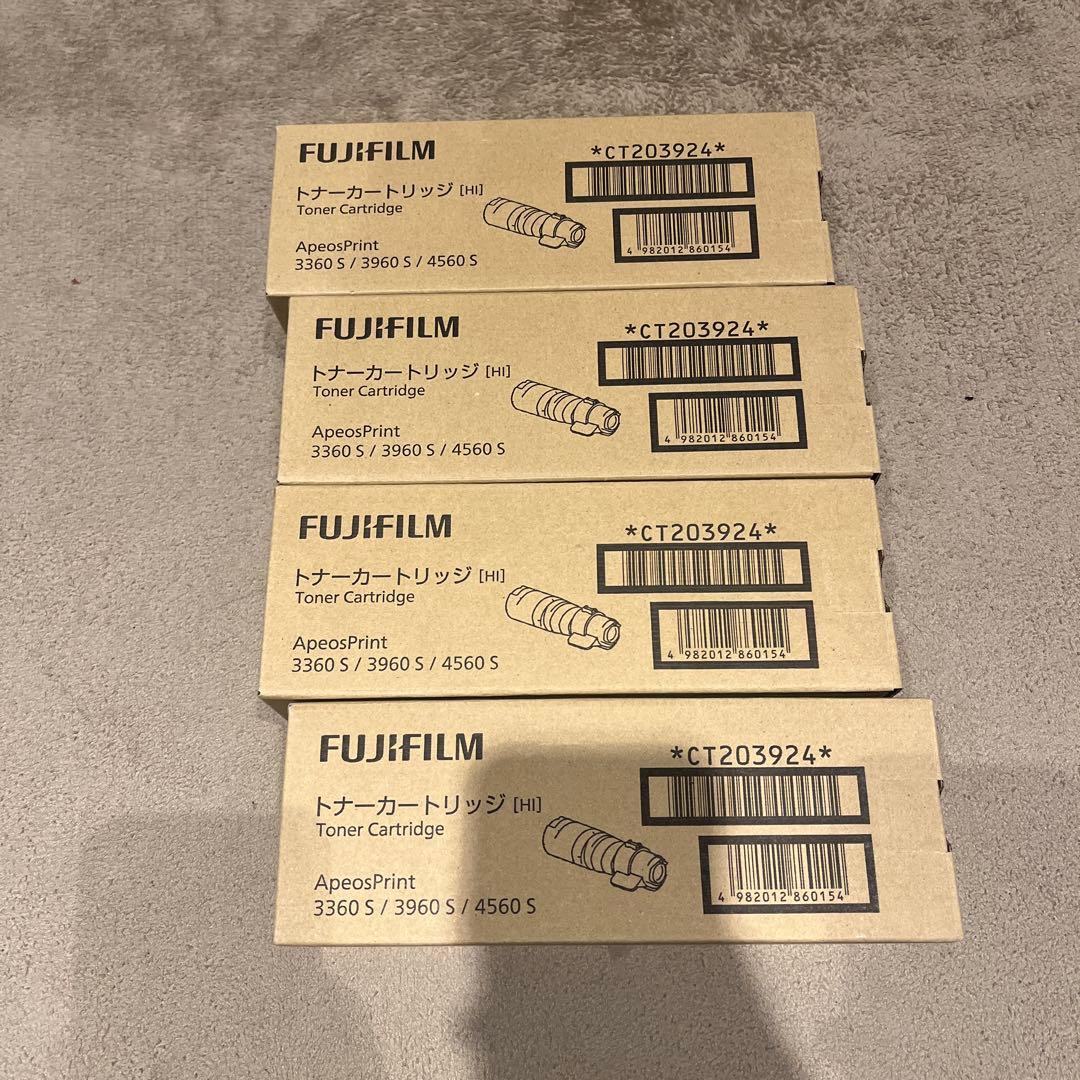 FUJIFILM
*CT203924*
トナーカートリッジ [HI]
Toner Cartridge
4 982012 860154
ApeosPrint
3360 S / 3960 S / 4560 S
FUJIFILM
*CT203924*
トナーカートリッジ [HI]
Toner Cartridge
ApeosPrint
4 982012 860154
3360 S / 3960 S / 4560 S
FUJIFILM
*CT203924*
トナーカートリッジ [HI]
Toner Cartridge
ApeosPrint
4 982012 860154
3360 S / 3960 S / 4560 S
FUJIFILM
*CT203924*
トナーカートリッジ [HI]
Toner Cartridge
ApeosPrint
4 982012 860154
3360 S / 3960 S / 4560 S